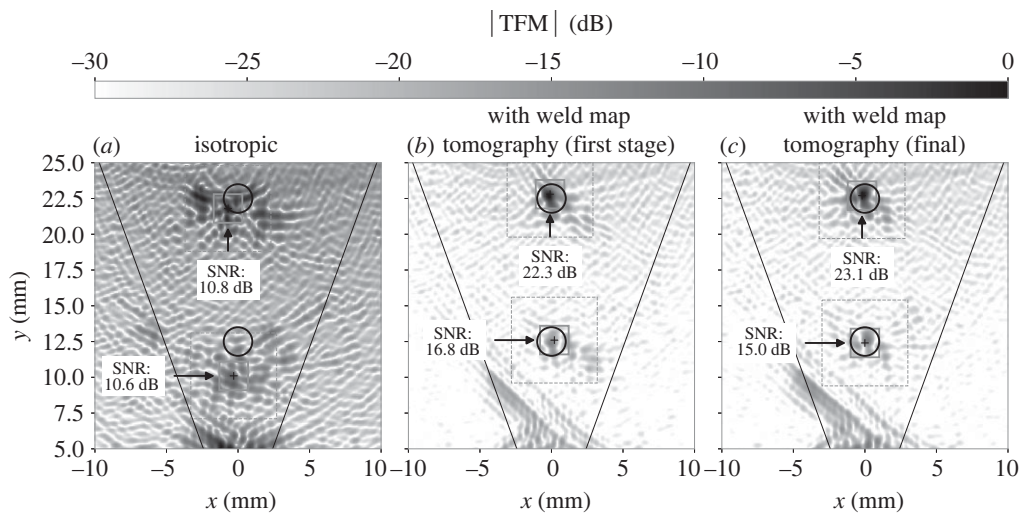 |TFM| (dB)
–30 –25 –20 –15 –10 –5 0
with weld map with weld map
(a) isotropic (b) tomography (first stage) (c) tomography (final)
25.0
22.5
20.0
17.5
15.0
12.5
10.0
7.5
5.0
y (mm)
SNR:
10.8 dB
SNR:
10.6 dB
SNR:
22.3 dB
SNR:
16.8 dB
SNR:
23.1 dB
SNR:
15.0 dB
–10 –5 0 5 10 –10 –5 0 5 10 –10 –5 0 5 10
x (mm) x (mm) x (mm)